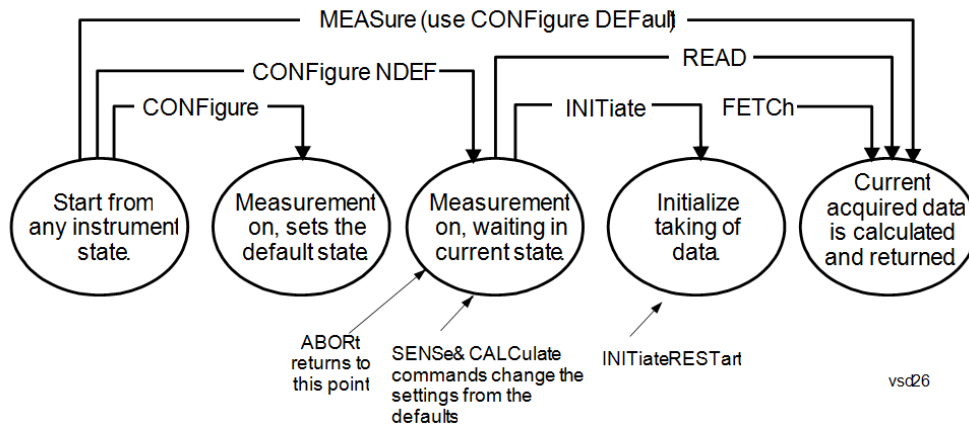 MEASure (use CONFigure DEFault)
CONFigure NDEF
READ
CONFigure
INITiate
FETCh
Start from
any instrument
state.
Measurement
on, sets the
default state.
Measurement
on, waiting in
current state.
Initialize
taking of
data.
Current
acquired data
is calculated
and returned.
ABORt
returns to
this point
SENSe& CALCulate
commands change the
settings from the
defaults
INITiateRESTart
vsd26